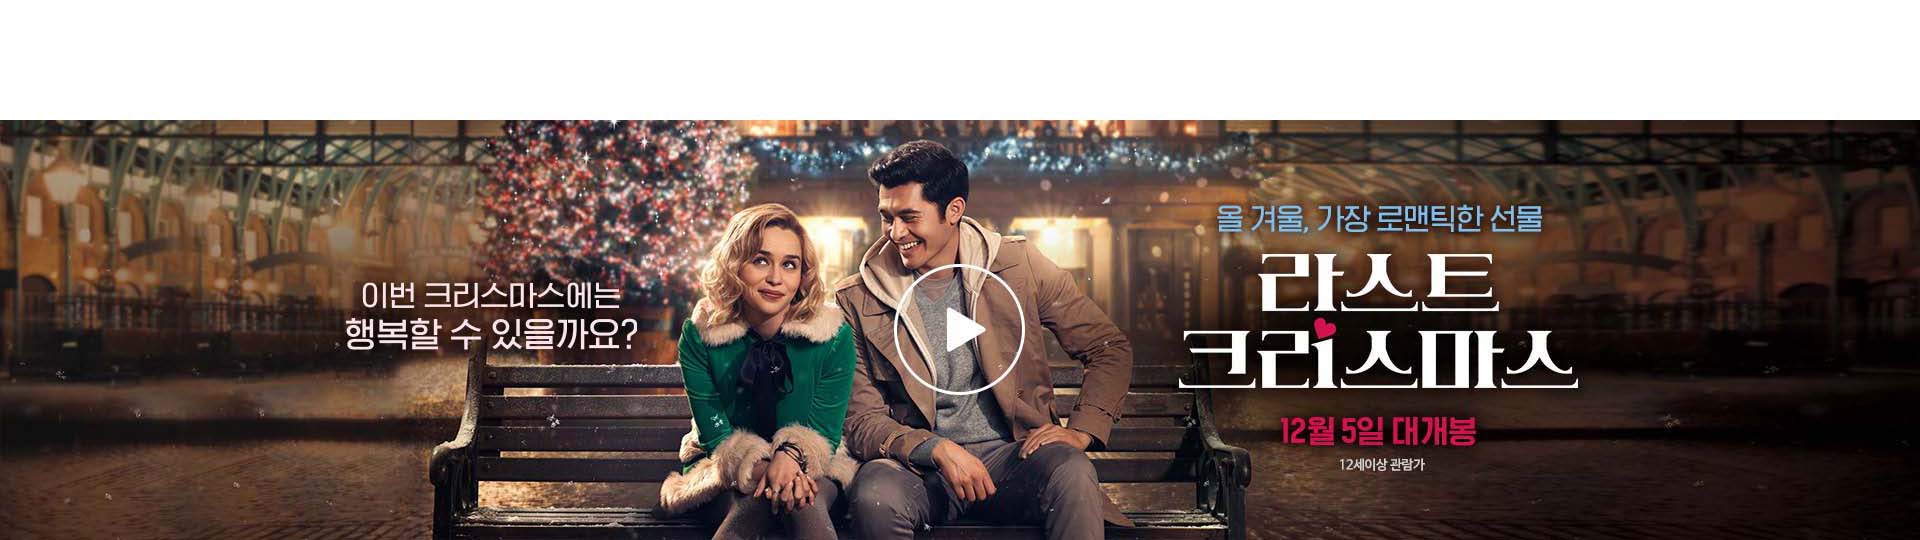 이번 크리스마스에는
행복할 수 있을까요?
올 겨울, 가장 로맨틱한 선물
라스트
크리스마스
12월 5일 대개봉
12세이상 관람가